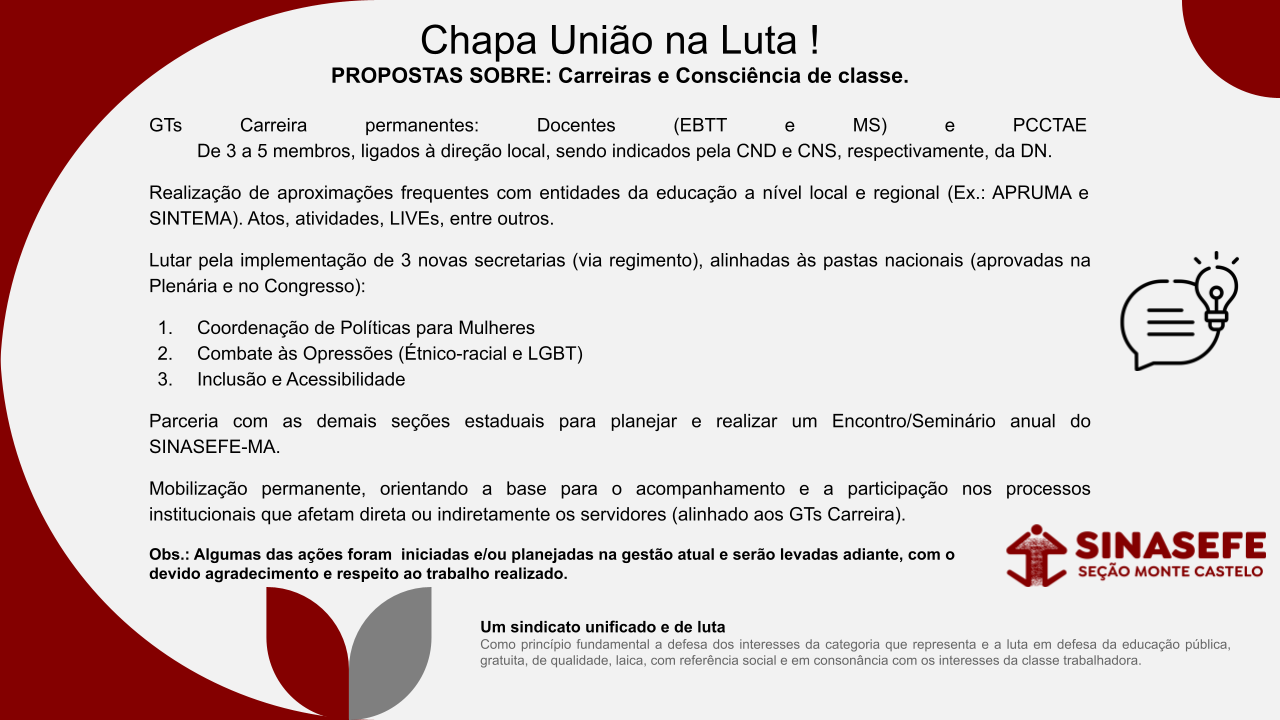 Chapa União na Luta !
PROPOSTAS SOBRE: Carreiras e Consciência de classe.
GTs Carreira permanentes: Docentes (EBTT e MS) e PCCTAE
De 3 a 5 membros, ligados à direção local, sendo indicados pela CND e CNS, respectivamente, da DN.
Realização de aproximações frequentes com entidades da educação a nível local e regional (Ex.: APRUMA e
SINTEMA). Atos, atividades, LIVEs, entre outros.
Lutar pela implementação de 3 novas secretarias (via regimento), alinhadas às pastas nacionais (aprovadas na
Plenária e no Congresso):
1. Coordenação de Políticas para Mulheres
2. Combate às Opressões (Étnico-racial e LGBT)
3. Inclusão e Acessibilidade
Parceria com as demais seções estaduais para planejar e realizar um Encontro/Seminário anual do
SINASEFE-MA.
Mobilização permanente, orientando a base para o acompanhamento e a participação nos processos
institucionais que afetam direta ou indiretamente os servidores (alinhado aos GTs Carreira).
Obs.: Algumas das ações foram  iniciadas e/ou planejadas na gestão atual e serão levadas adiante, com o
devido agradecimento e respeito ao trabalho realizado.
SINASEFE
SEÇÃO MONTE CASTELO
Um sindicato unificado e de luta
Como princípio fundamental a defesa dos interesses da categoria que representa e a luta em defesa da educação pública,
gratuita, de qualidade, laica, com referência social e em consonância com os interesses da classe trabalhadora.